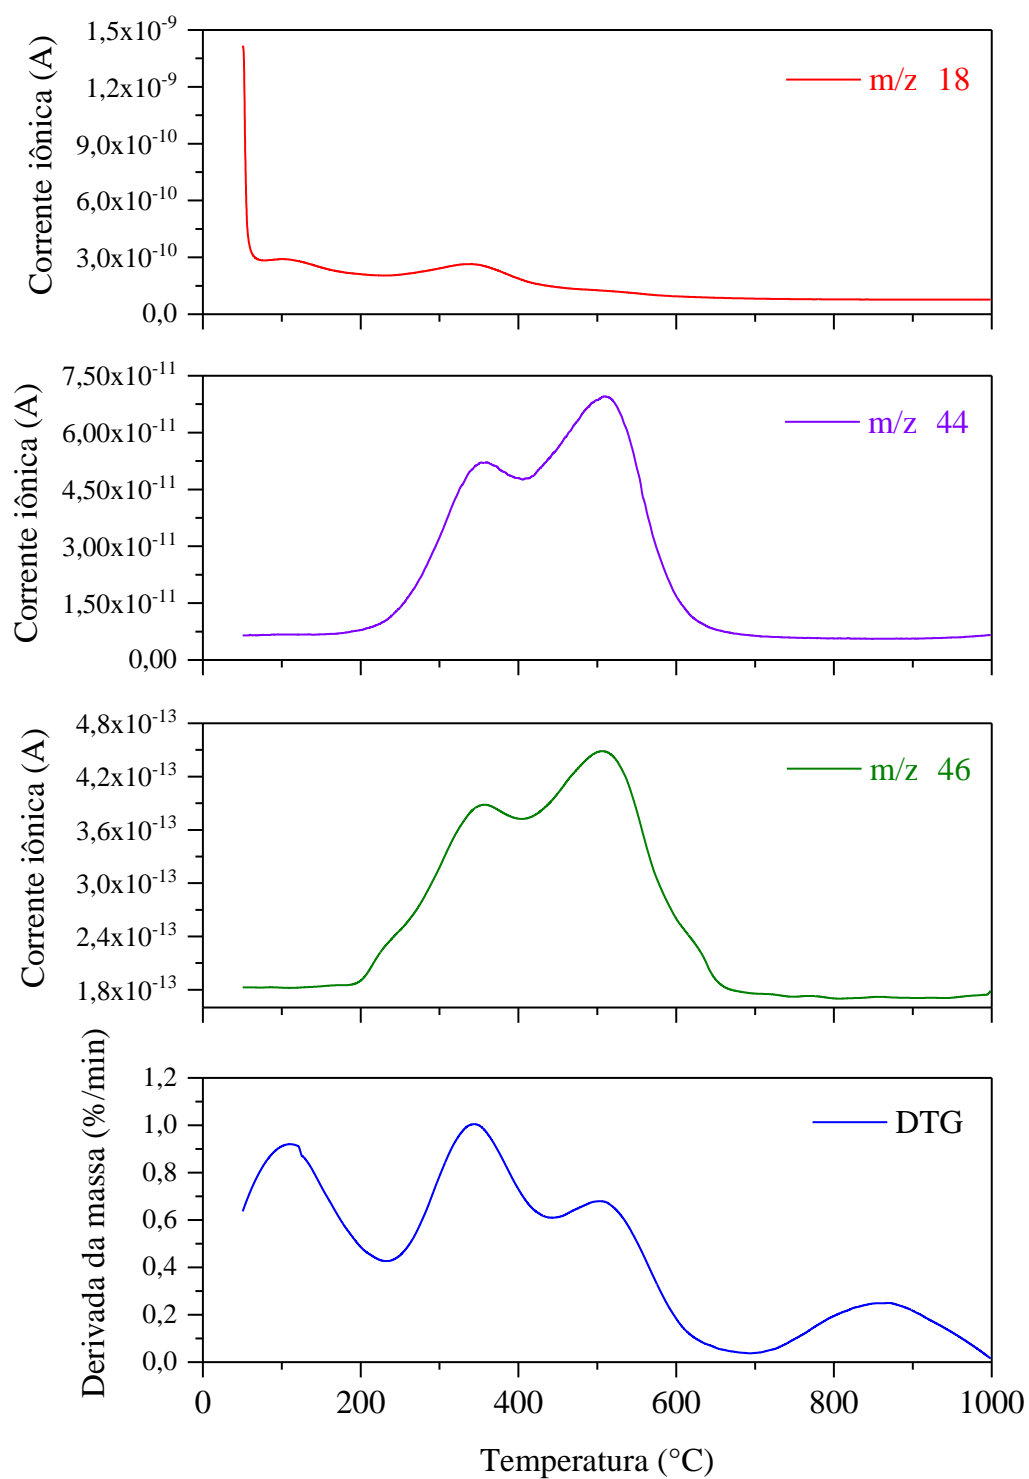 Corrente iônica (A)
1,5x10⁻⁹
1,2x10⁻⁹
9,0x10⁻¹⁰
6,0x10⁻¹⁰
3,0x10⁻¹⁰
0,0
m/z 18
Corrente iônica (A)
7,50x10⁻¹¹
6,00x10⁻¹¹
4,50x10⁻¹¹
3,00x10⁻¹¹
1,50x10⁻¹¹
0,00
m/z 44
Corrente iônica (A)
4,8x10⁻¹³
4,2x10⁻¹³
3,6x10⁻¹³
3,0x10⁻¹³
2,4x10⁻¹³
1,8x10⁻¹³
m/z 46
Derivada da massa (%/min)
1,2
1,0
0,8
0,6
0,4
0,2
0,0
DTG
0 200 400 600 800 1000
Temperatura (°C)